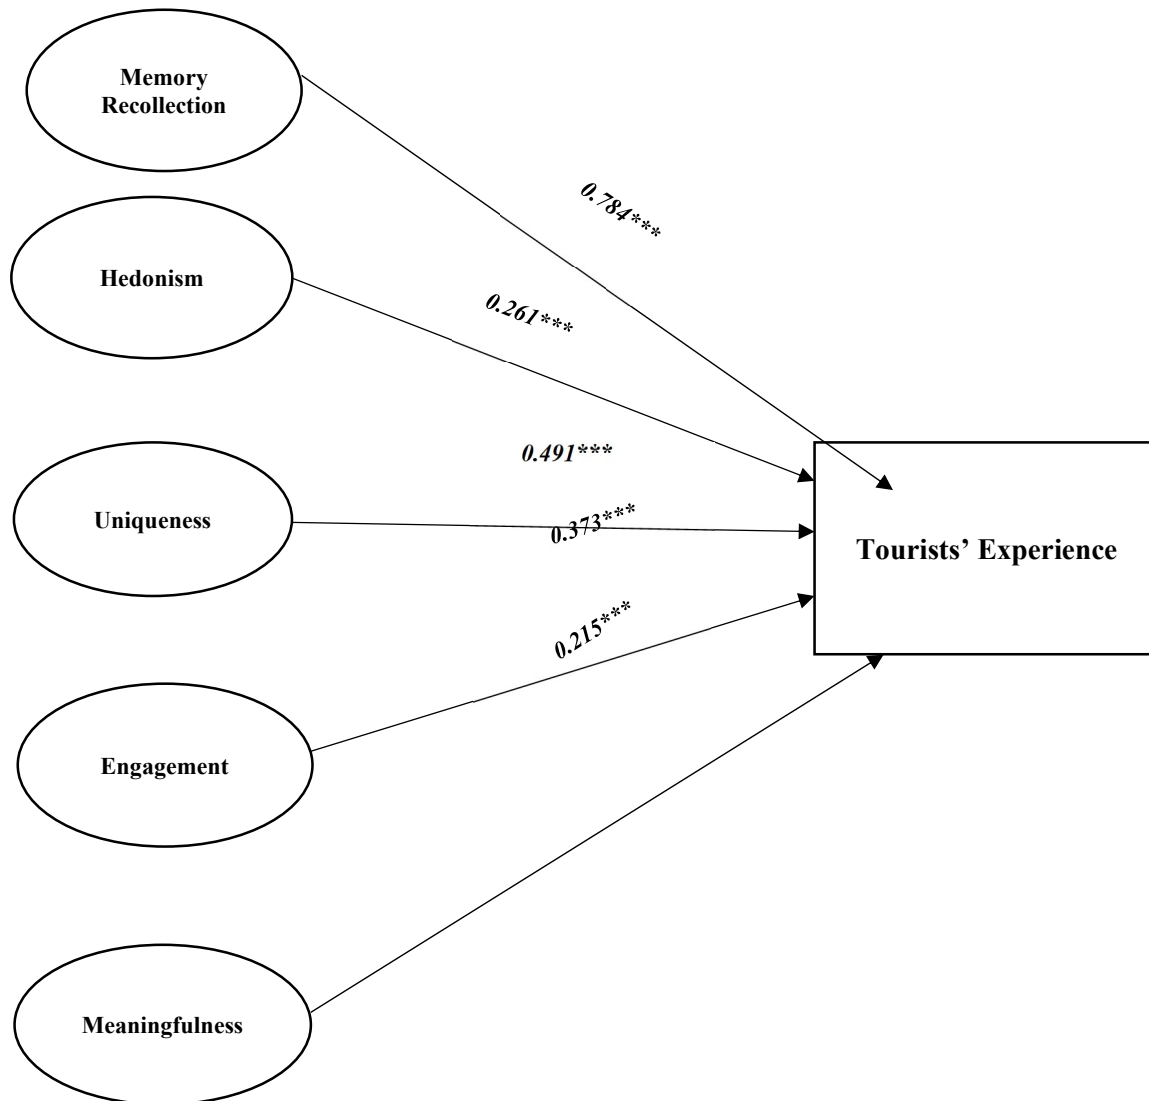 Memory
Recollection
0.784***
Hedonism
0.261***
0.491***
Uniqueness
0.373***
Tourists’ Experience
0.215***
Engagement
Meaningfulness